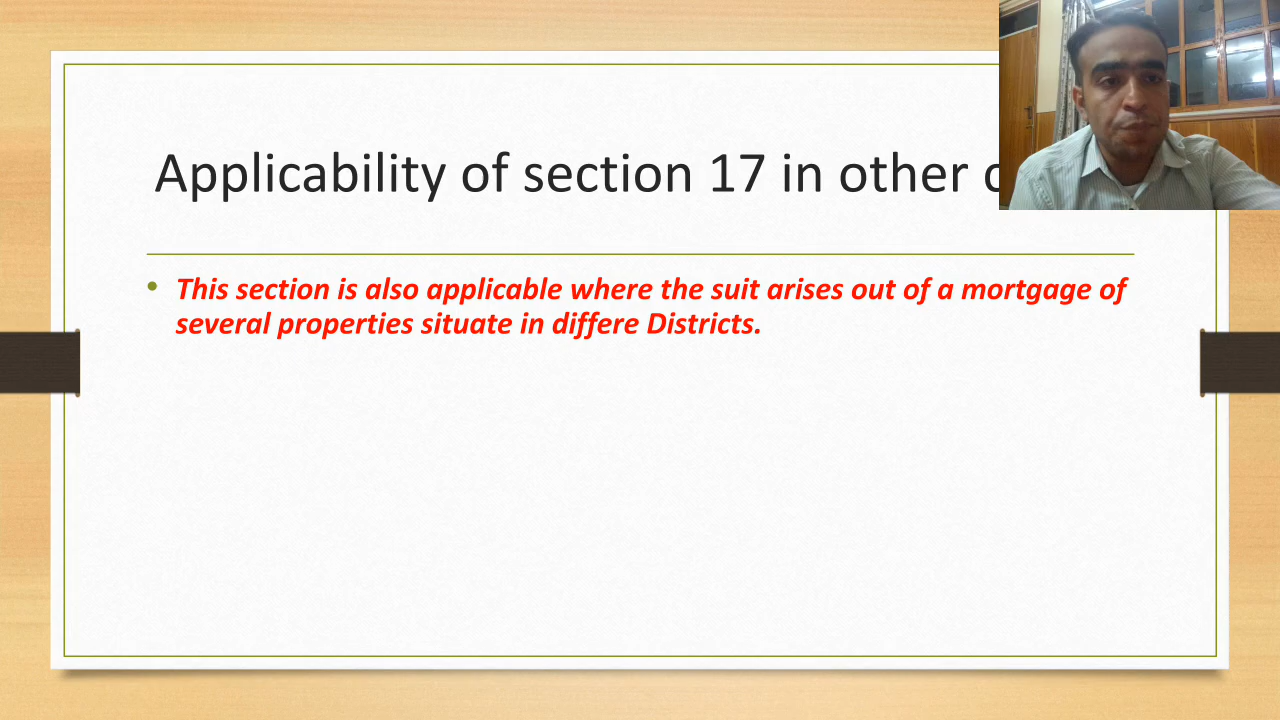 Applicability of section 17 in other
• This section is also applicable where the suit arises out of a mortgage of
several properties situate in differe Districts.